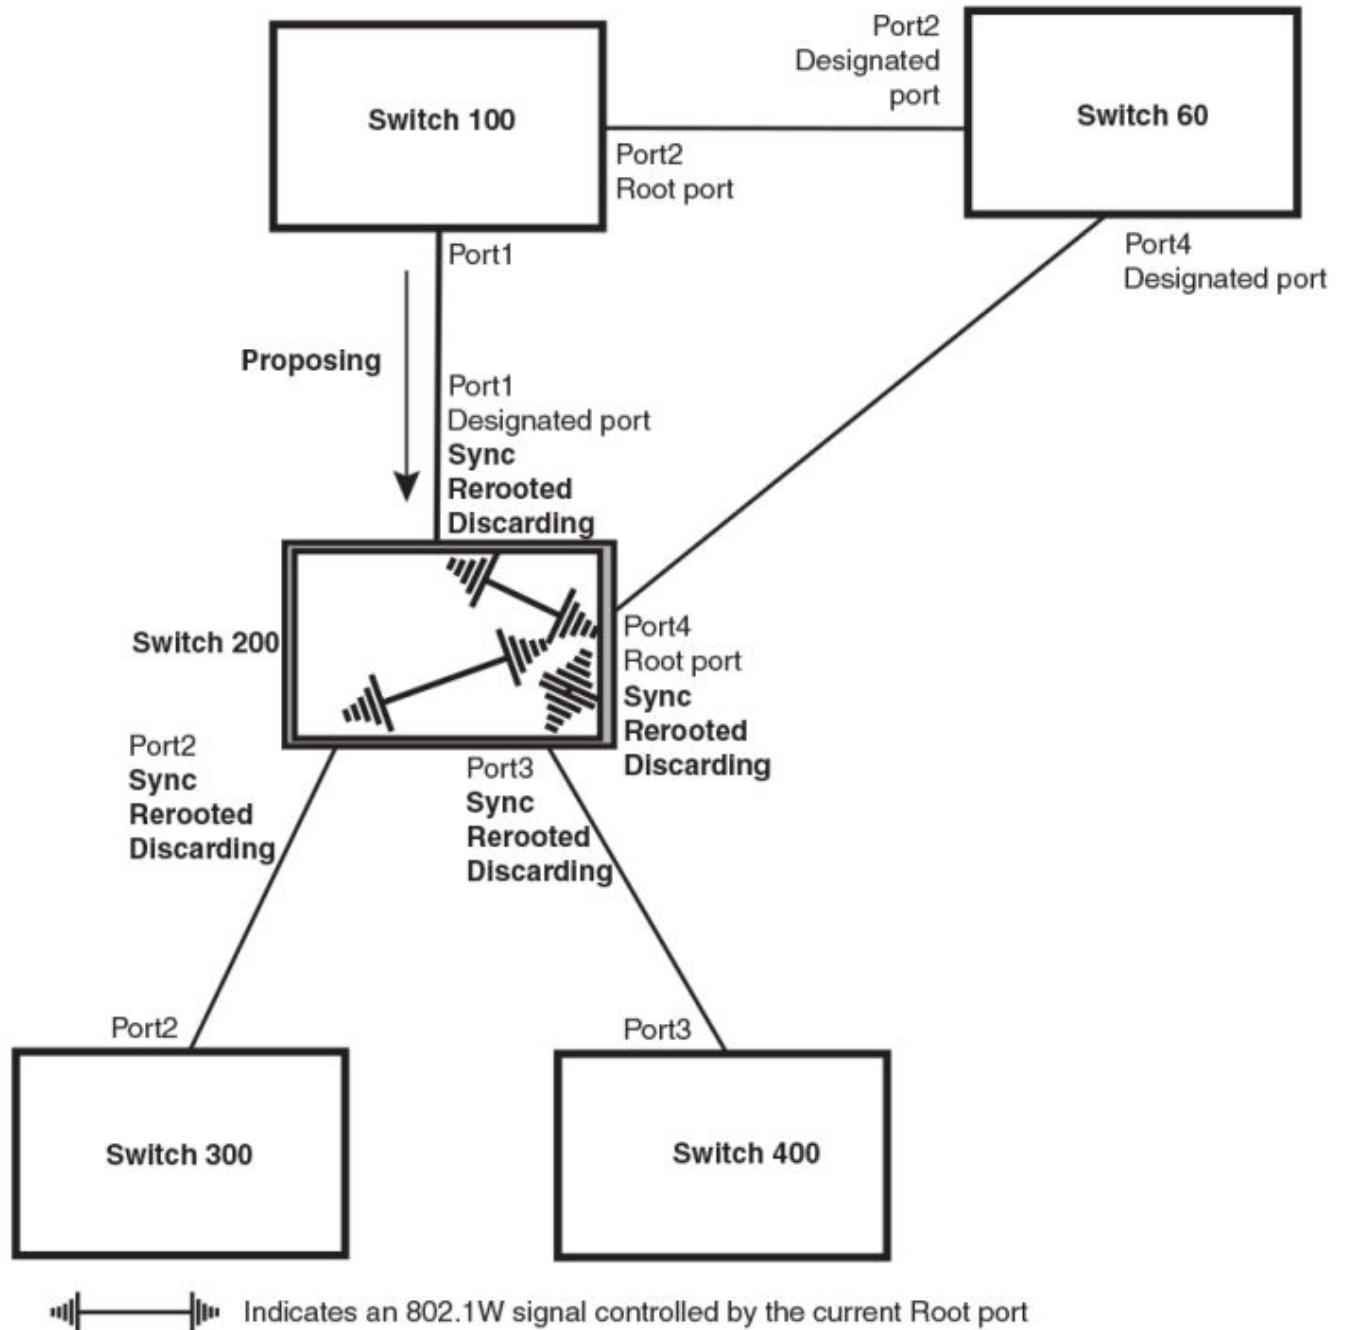 Port2
Designated
port
Switch 100
Switch 60
Port2
Root port
Port1
Port4
Designated port
Proposing
Port1
Designated port
Sync
Rerooted
Discarding
Switch 200
Port4
Root port
Sync
Rerooted
Discarding
Port2
Sync
Rerooted
Discarding
Port3
Sync
Rerooted
Discarding
Port2
Port3
Switch 300
Switch 400
Indicates an 802.1W signal controlled by the current Root port